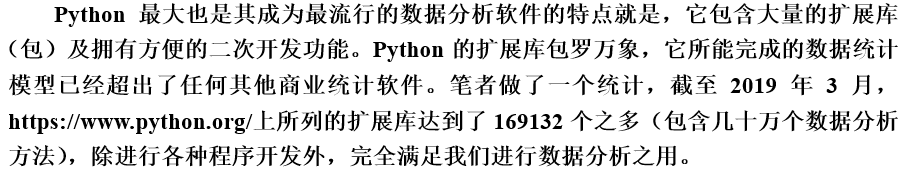 Python 最大也是其成为最流行的数据分析软件的特点就是，它包含大量的扩展库
（包）及拥有方便的二次开发功能。Python 的扩展库包罗万象，它所能完成的数据统计
模型已经超出了任何其他商业统计软件。笔者做了一个统计，截至 2019 年 3 月，
https://www.python.org/上所列的扩展库达到了 169132 个之多（包含几十万个数据分析
方法），除进行各种程序开发外，完全满足我们进行数据分析之用。